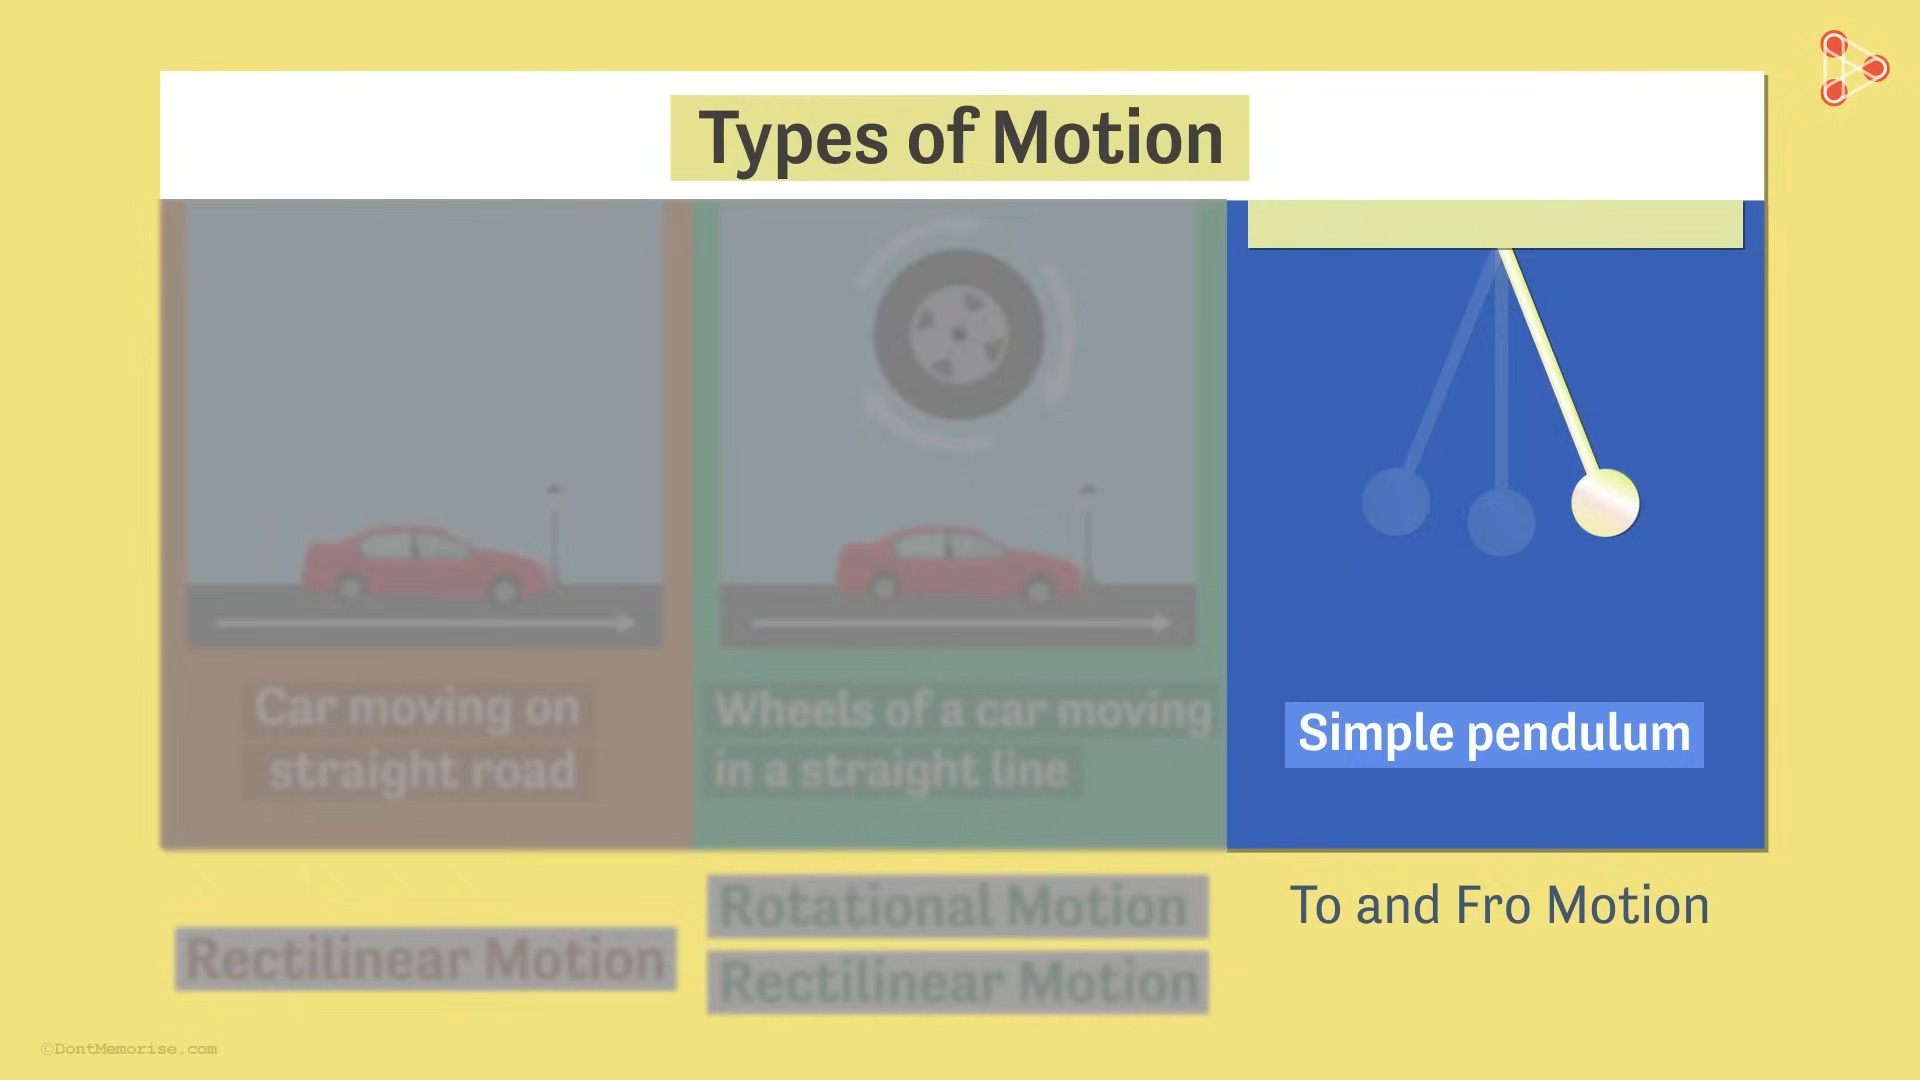 Types of Motion
Car moving on
straight road
Wheels of a car moving
in a straight line
Simple pendulum
Rectilinear Motion
Rotational Motion
Rectilinear Motion
To and Fro Motion
©DontMemorise.com